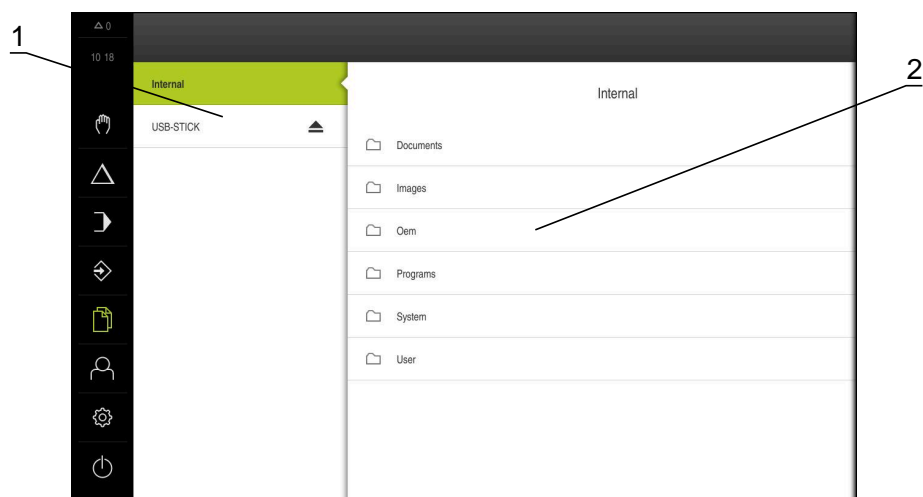 0
1
10 18
2
Internal
Internal
USB-STICK
Documents
Images
Oem
Programs
System
User